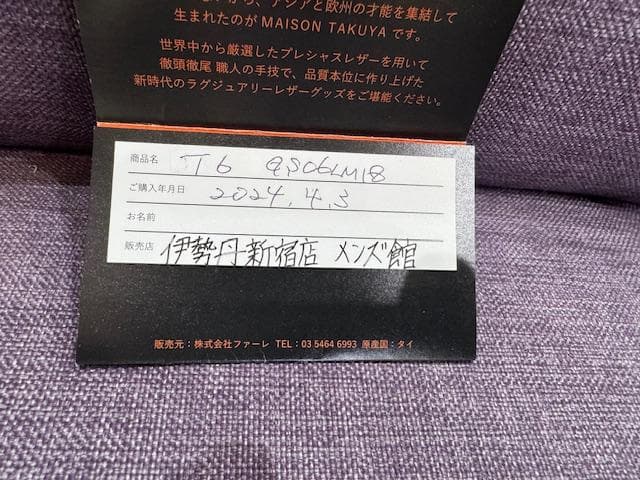 から、アジアと欧州の才能を集結して
生まれたのが MAISON TAKUYA です。
世界中から厳選したプレシャスレザーを用いて
徹頭徹尾 職人の手技で、品質本位に作り上げた
新時代のラグジュアリーレザーグッズをご堪能ください。
商品名 T6 QS06LM18
ご購入年月日 2024.4.3
お名前
販売店 伊勢丹新宿店 メンズ館
販売元：株式会社ファーレ TEL：03 5464 6993 原産国：タイ